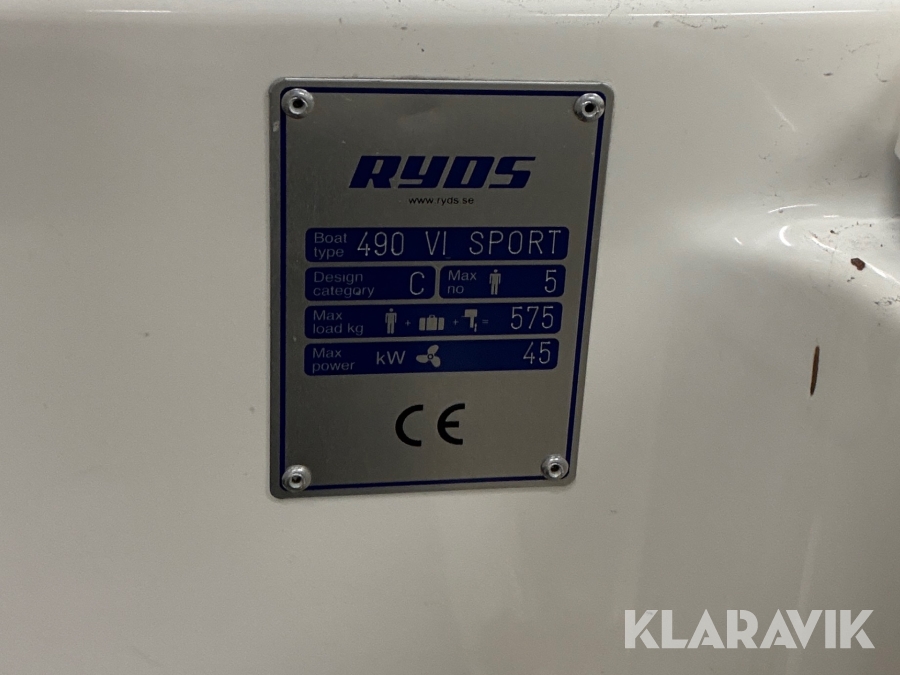 RYDS
www.ryds.se
Boat type 490 VI SPORT
Design category C Max no 5
Max load kg + + = 575
Max power kW 45
CE
KLARAVIK